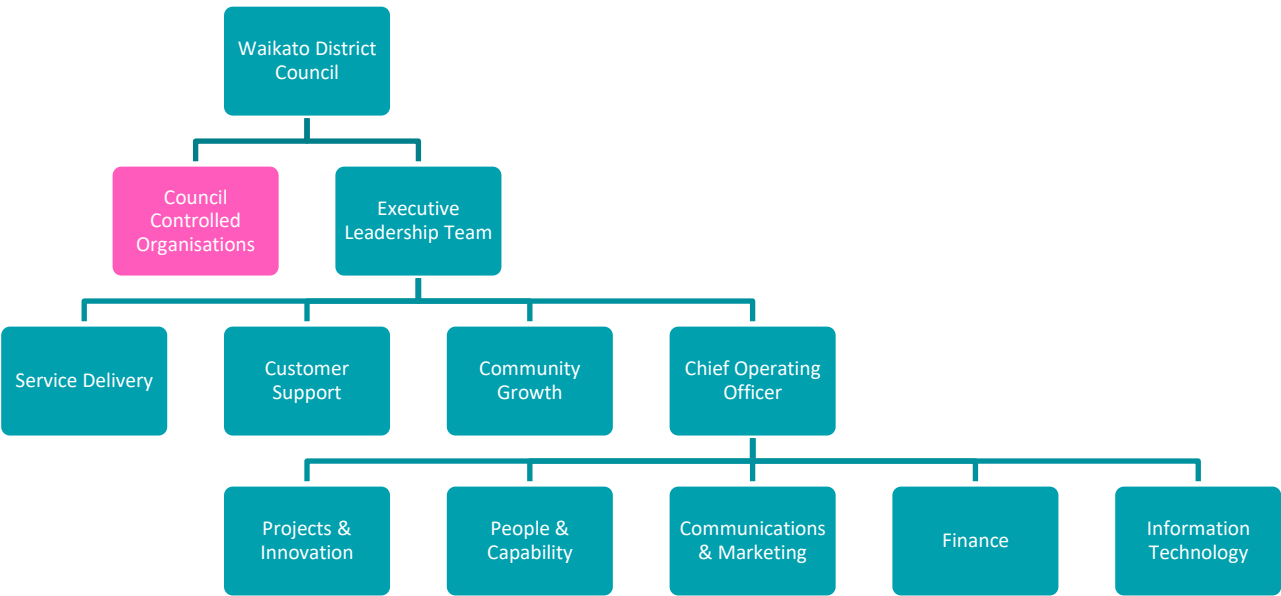 Waikato District
Council
Council
Controlled
Organisations
Executive
Leadership Team
Service Delivery
Customer
Support
Community
Growth
Chief Operating
Officer
Projects &
Innovation
People &
Capability
Communications
& Marketing
Finance
Information
Technology